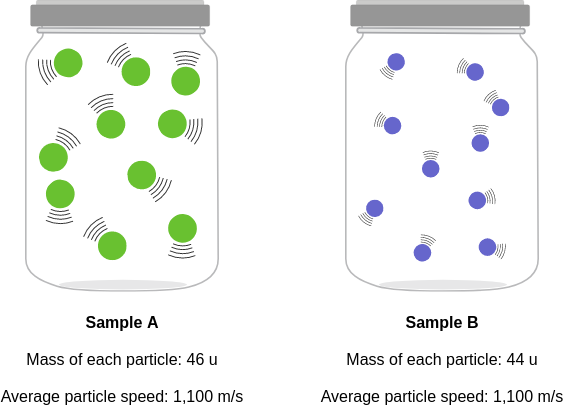 Sample A
Mass of each particle: 46 u
Average particle speed: 1,100 m/s
Sample B
Mass of each particle: 44 u
Average particle speed: 1,100 m/s